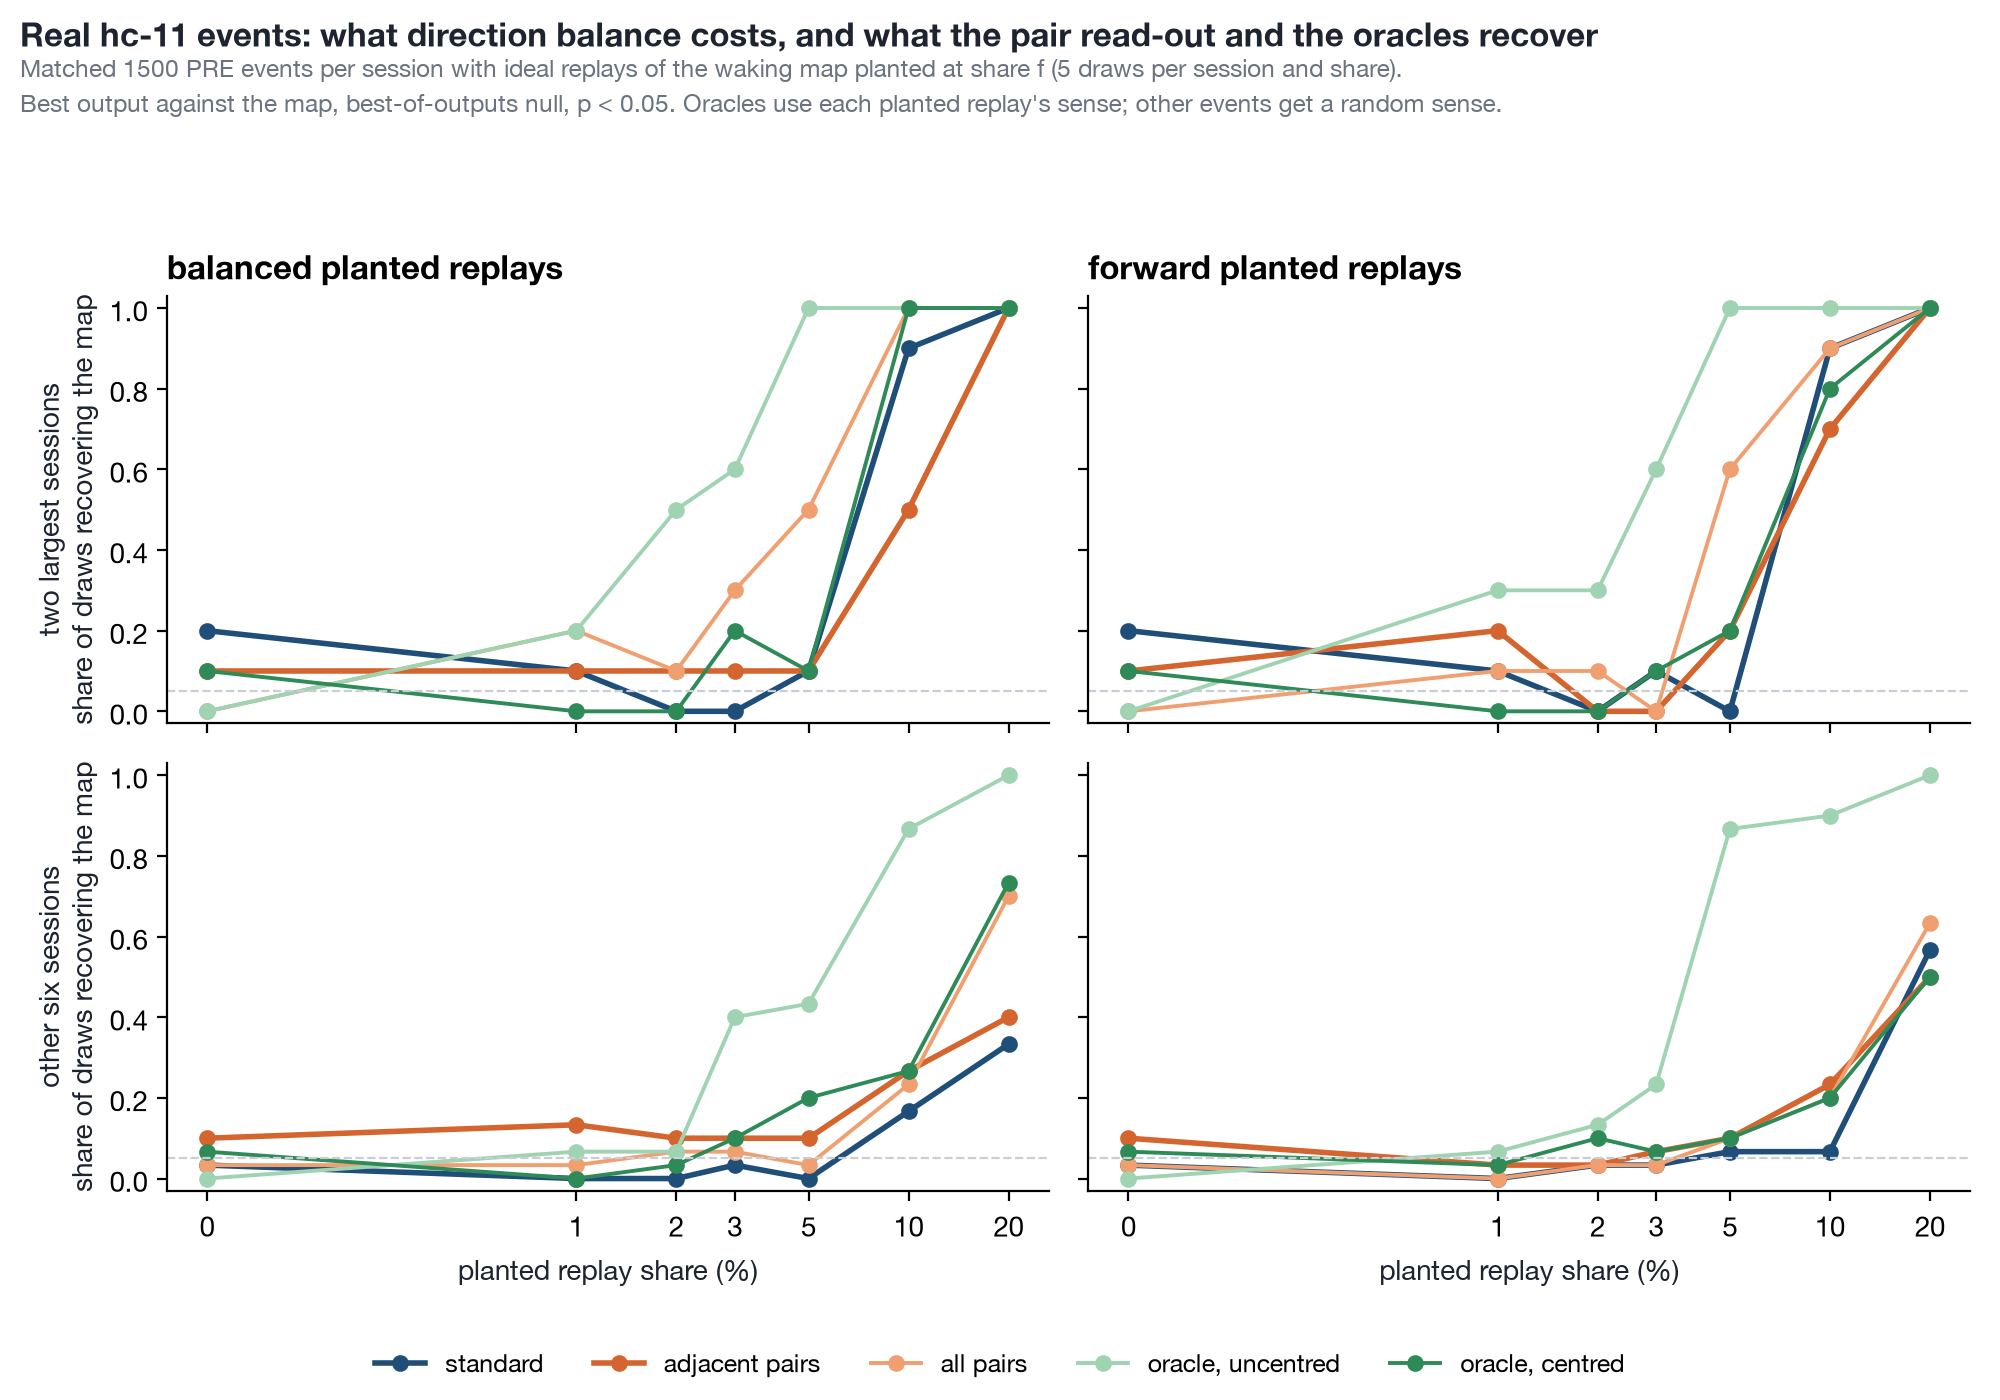 Real hc-11 events: what direction balance costs, and what the pair read-out and the oracles recover
Matched 1500 PRE events per session with ideal replays of the waking map planted at share f (5 draws per session and share).
Best output against the map, best-of-outputs null, p < 0.05. Oracles use each planted replay's sense; other events get a random sense.
balanced planted replays
forward planted replays
two largest sessions
share of draws recovering the map
1.0
0.8
0.6
0.4
0.2
0.0
other six sessions
share of draws recovering the map
1.0
0.8
0.6
0.4
0.2
0.0
0 1 2 3 5 10 20
0 1 2 3 5 10 20
planted replay share (%)
planted replay share (%)
standard adjacent pairs all pairs oracle, uncentred oracle, centred